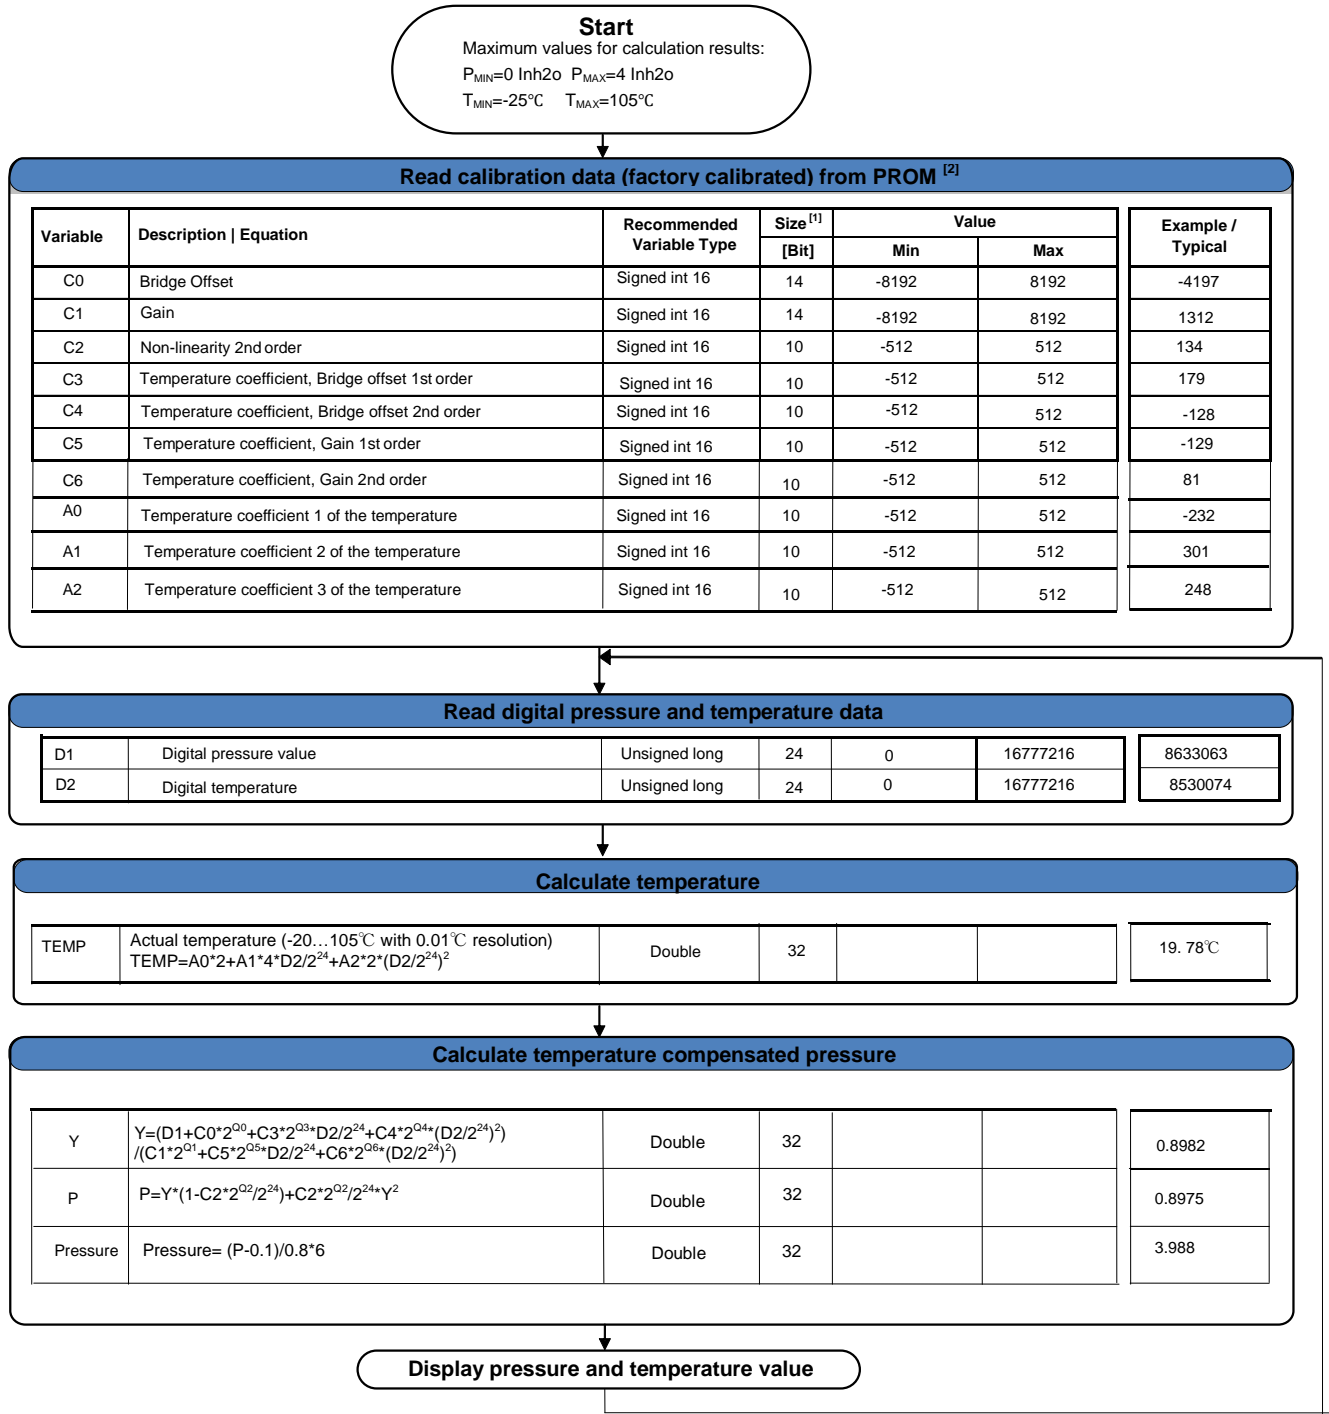 Start
Maximum values for calculation results:
PMIN=0 Inh2o PMAX=4 Inh2o
TMIN=-25℃ TMAX=105℃
Read calibration data (factory calibrated) from PROM [2]
Variable Description | Equation Recommended Variable Type Size[1] [Bit] Value Min Max Example / Typical
C0 Bridge Offset Signed int 16 14 -8192 8192 -4197
C1 Gain Signed int 16 14 -8192 8192 1312
C2 Non-linearity 2nd order Signed int 16 10 -512 512 134
C3 Temperature coefficient, Bridge offset 1st order Signed int 16 10 -512 512 179
C4 Temperature coefficient, Bridge offset 2nd order Signed int 16 10 -512 512 -128
C5 Temperature coefficient, Gain 1st order Signed int 16 10 -512 512 -129
C6 Temperature coefficient, Gain 2nd order Signed int 16 10 -512 512 81
A0 Temperature coefficient 1 of the temperature Signed int 16 10 -512 512 -232
A1 Temperature coefficient 2 of the temperature Signed int 16 10 -512 512 301
A2 Temperature coefficient 3 of the temperature Signed int 16 10 -512 512 248
Read digital pressure and temperature data
D1 Digital pressure value Unsigned long 24 0 16777216 8633063
D2 Digital temperature Unsigned long 24 0 16777216 8530074
Calculate temperature
TEMP Actual temperature (-20…105℃ with 0.01℃ resolution)
TEMP=A0*2+A1*4*D2/2^24+A2*2*(D2/2^24)^2 Double 32 19. 78℃
Calculate temperature compensated pressure
Y Y=(D1+C0*2^Q0+C3*2^Q3*D2/2^24+C4*2^Q4*(D2/2^24)^2)
/(C1*2^Q1+C5*2^Q5*D2/2^24+C6*2^Q6*(D2/2^24)^2) Double 32 0.8982
P P=Y*(1-C2*2^Q2/2^24)+C2*2^Q2/2^24*Y^2 Double 32 0.8975
Pressure Pressure= (P-0.1)/0.8*6 Double 32 3.988
Display pressure and temperature value